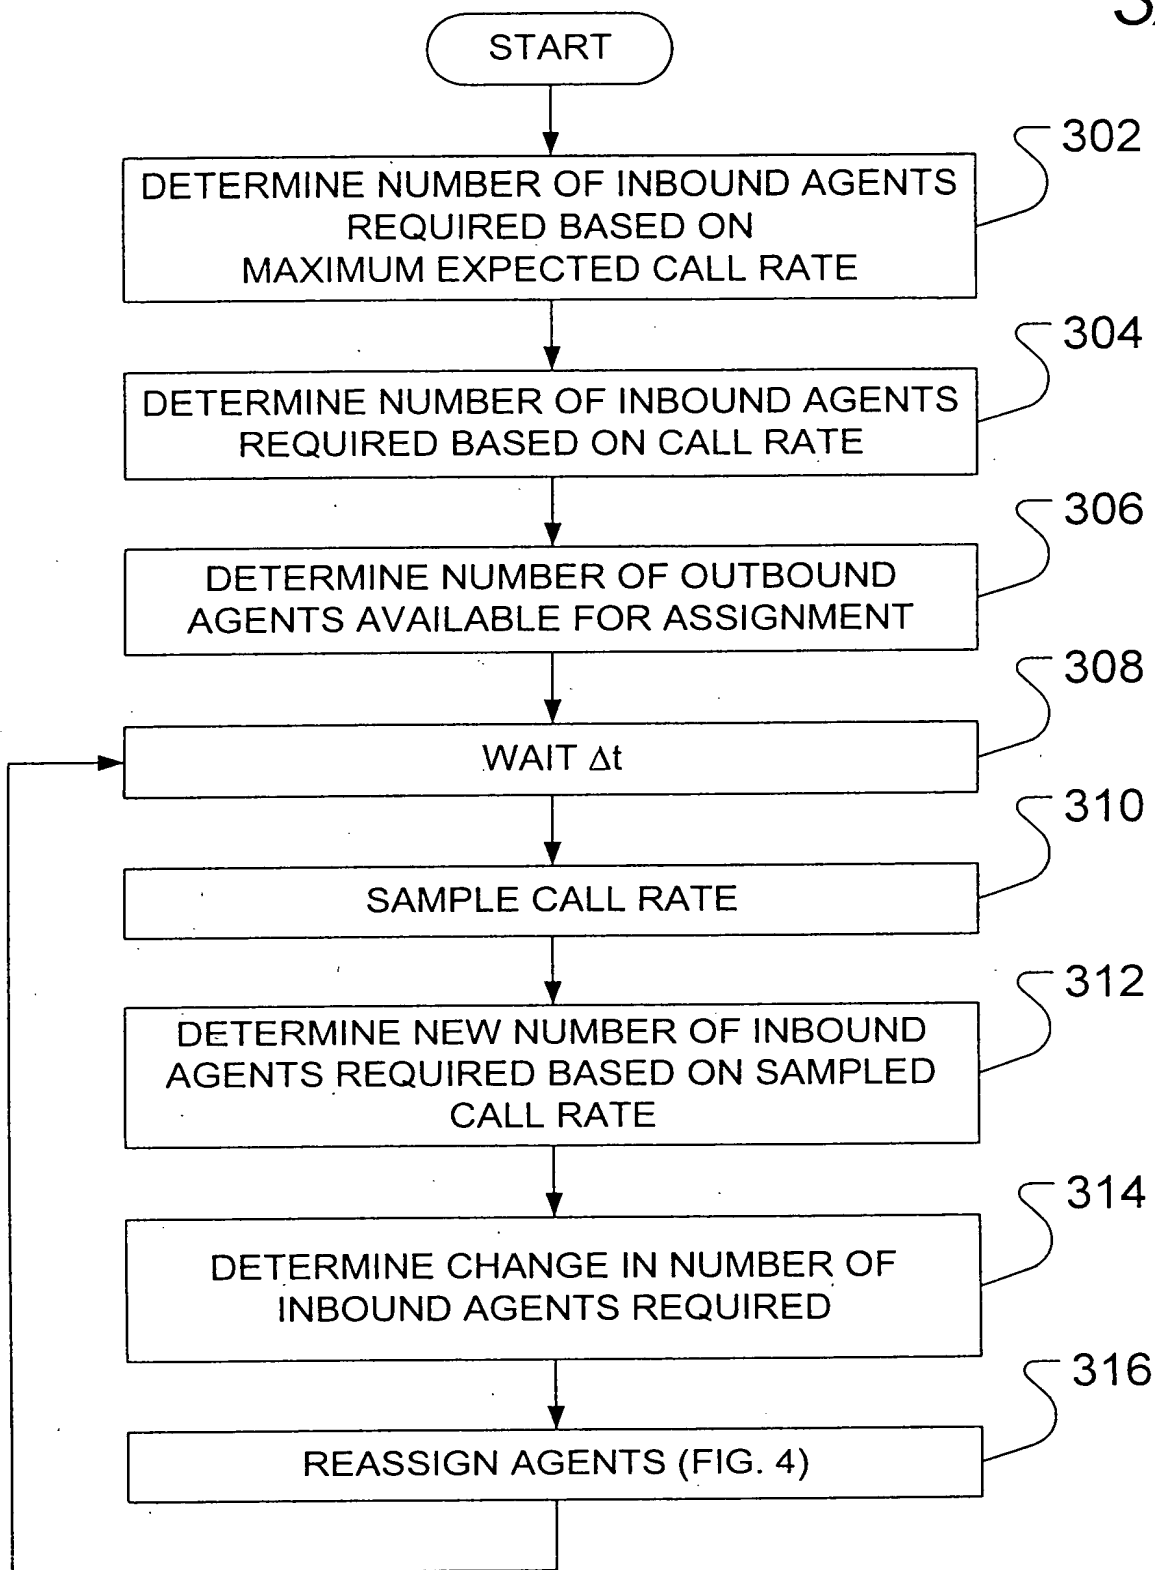 START
302
DETERMINE NUMBER OF INBOUND AGENTS
REQUIRED BASED ON
MAXIMUM EXPECTED CALL RATE
304
DETERMINE NUMBER OF INBOUND AGENTS
REQUIRED BASED ON CALL RATE
306
DETERMINE NUMBER OF OUTBOUND
AGENTS AVAILABLE FOR ASSIGNMENT
308
WAIT Δt
310
SAMPLE CALL RATE
312
DETERMINE NEW NUMBER OF INBOUND
AGENTS REQUIRED BASED ON SAMPLED
CALL RATE
314
DETERMINE CHANGE IN NUMBER OF
INBOUND AGENTS REQUIRED
316
REASSIGN AGENTS (FIG. 4)